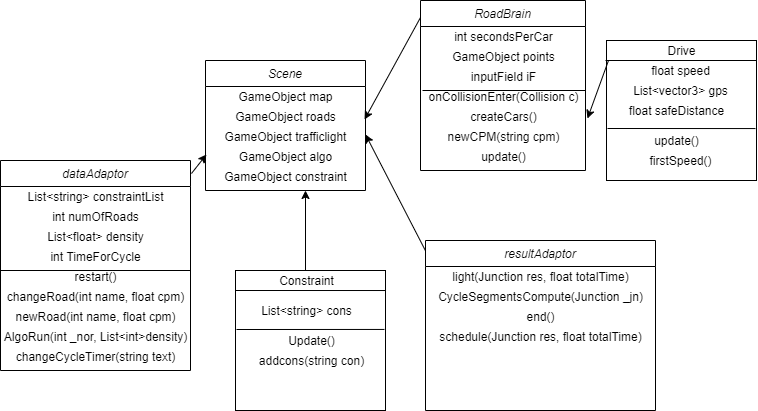 RoadBrain
int secondsPerCar
GameObject points
inputField iF
onCollisionEnter(Collision c)
createCars()
newCPM(string cpm)
update()
Drive
float speed
List<vector3> gps
float safeDistance
update()
firstSpeed()
Scene
GameObject map
GameObject roads
GameObject trafficlight
GameObject algo
GameObject constraint
dataAdaptor
List<string> constraintList
int numOfRoads
List<float> density
int TimeForCycle
restart()
changeRoad(int name, float cpm)
newRoad(int name, float cpm)
AlgoRun(int _nor, List<int>density)
changeCycleTimer(string text)
Constraint
List<string> cons
Update()
addcons(string con)
resultAdaptor
light(Junction res, float totalTime)
CycleSegmentsCompute(Junction _jn)
end()
schedule(Junction res, float totalTime)